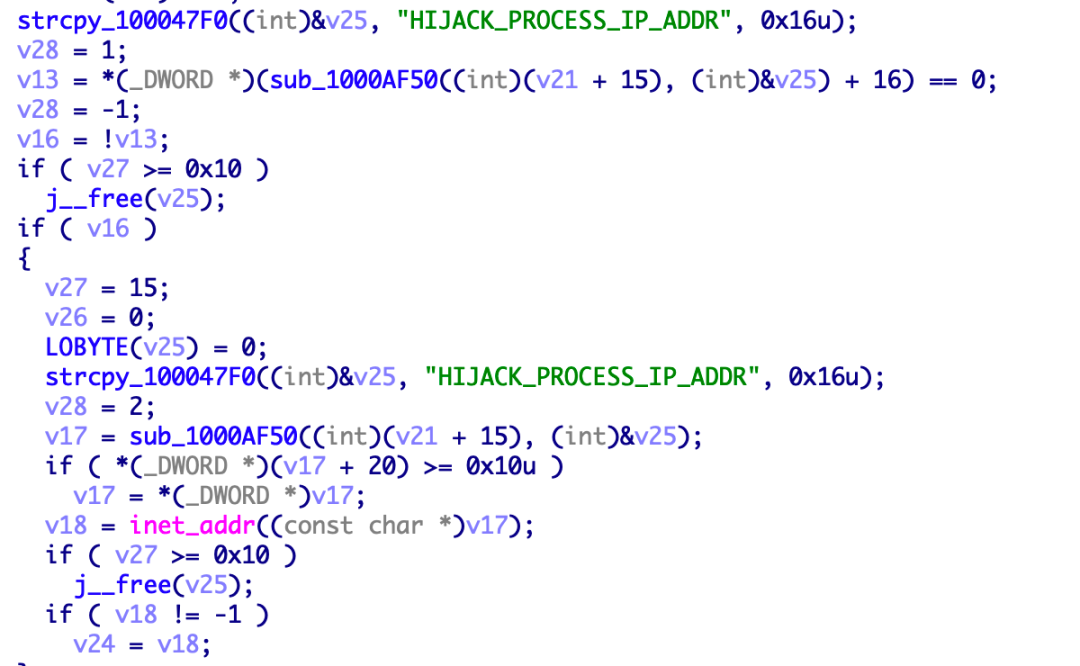 strcpy_100047F0((int)&v25, "HIJACK_PROCESS_IP_ADDR", 0x16u);
v28 = 1;
v13 = *(_DWORD *)(sub_1000AF50((int)(v21 + 15), (int)&v25) + 16) == 0;
v28 = -1;
v16 = !v13;
if ( v27 >= 0x10 )
  j__free(v25);
if ( v16 )
{
  v27 = 15;
  v26 = 0;
  LOBYTE(v25) = 0;
  strcpy_100047F0((int)&v25, "HIJACK_PROCESS_IP_ADDR", 0x16u);
  v28 = 2;
  v17 = sub_1000AF50((int)(v21 + 15), (int)&v25);
  if ( *(_DWORD *)(v17 + 20) >= 0x10u )
    v17 = *(_DWORD *)v17;
  v18 = inet_addr((const char *)v17);
  if ( v27 >= 0x10 )
    j__free(v25);
  if ( v18 != -1 )
    v24 = v18;